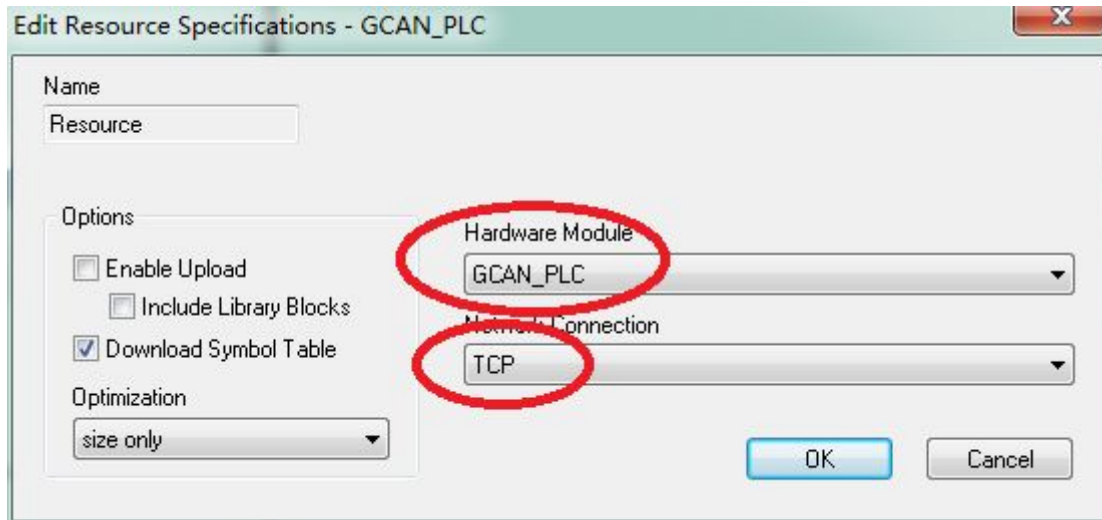 Edit Resource Specifications - GCAN_PLC
Name
Resource
Options
Enable Upload
Include Library Blocks
Download Symbol Table
Optimization
size only
Hardware Module
GCAN_PLC
Network Connection
TCP
OK
Cancel